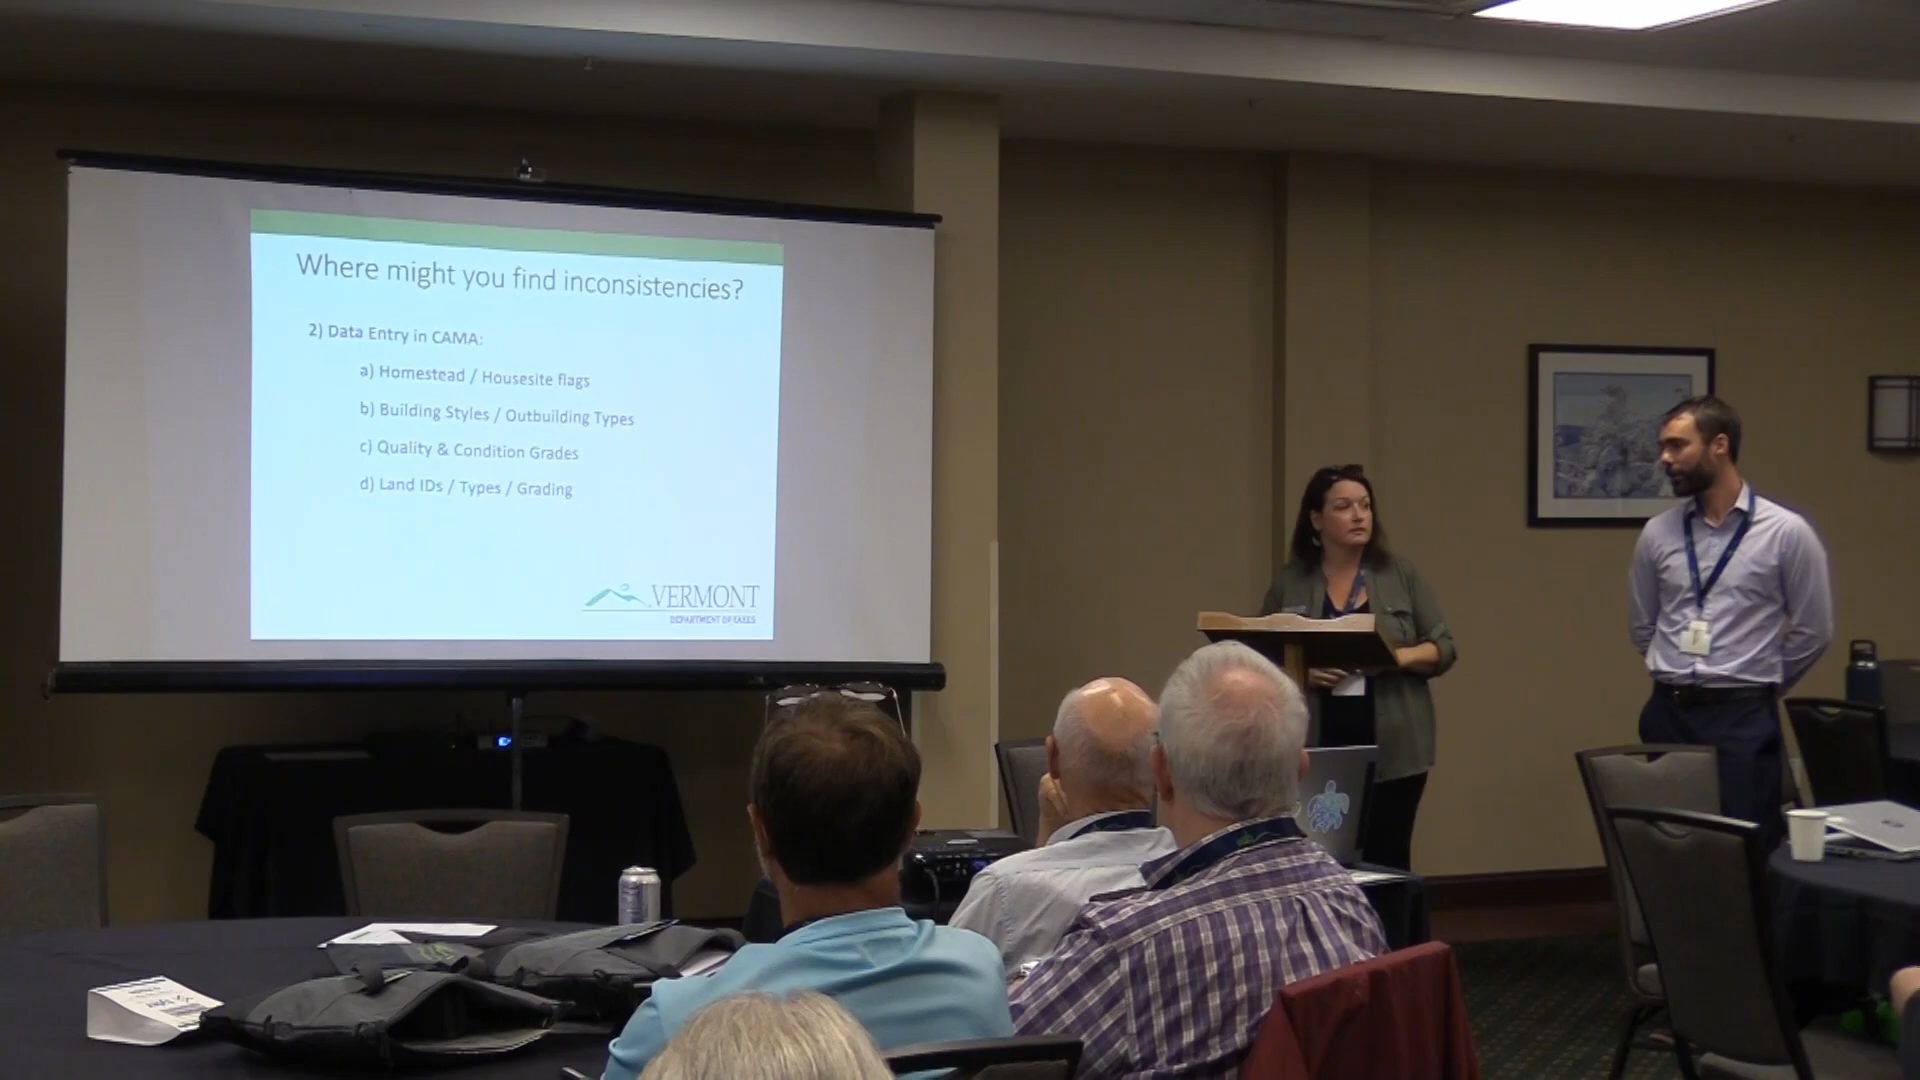 Where might you find inconsistencies?
2) Data Entry in CAMA:
a) Homestead / Housesite flags
b) Building Styles / Outbuilding Types
c) Quality & Condition Grades
d) Land IDs / Types / Grading
VERMONT
DEPARTMENT OF TAXES